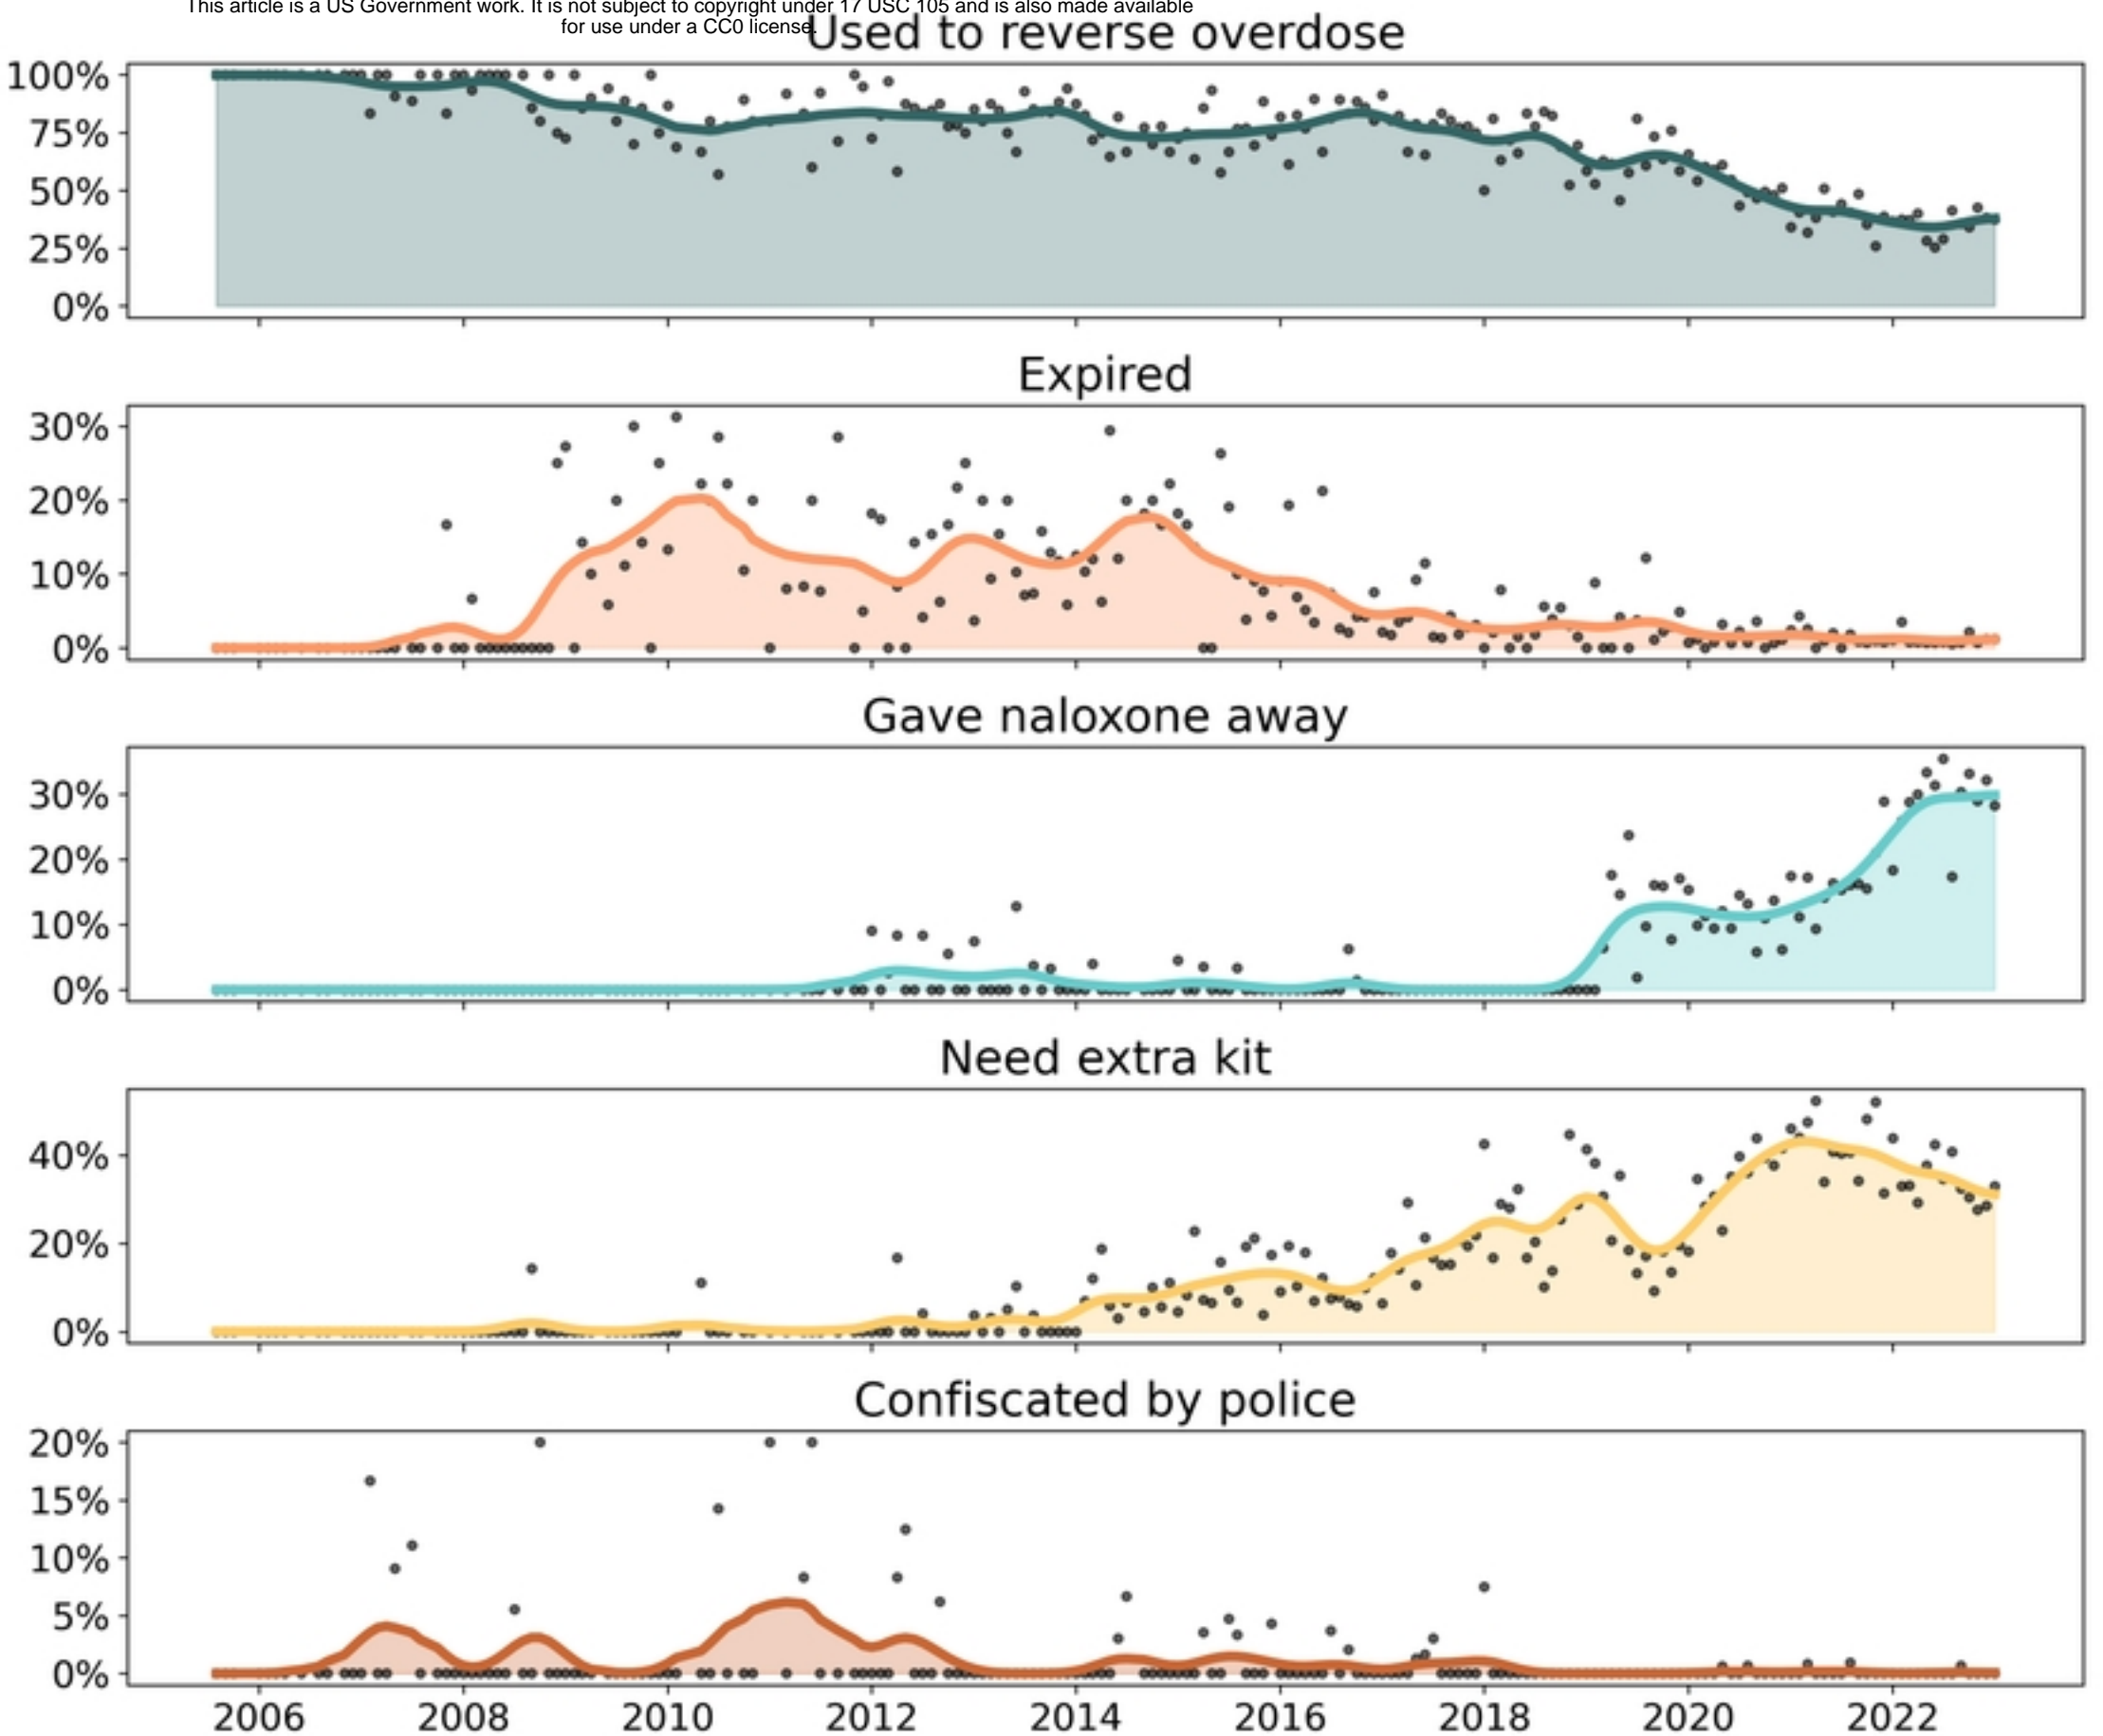 This article is a US Government work. It is not subject to copyright under 17 USC 105 and is also made available
for use under a CC0 license.
Used to reverse overdose
100%
75%
50%
25%
0%
Expired
30%
20%
10%
0%
Gave naloxone away
30%
20%
10%
0%
Need extra kit
40%
20%
0%
Confiscated by police
20%
15%
10%
5%
0%
2006 2008 2010 2012 2014 2016 2018 2020 2022